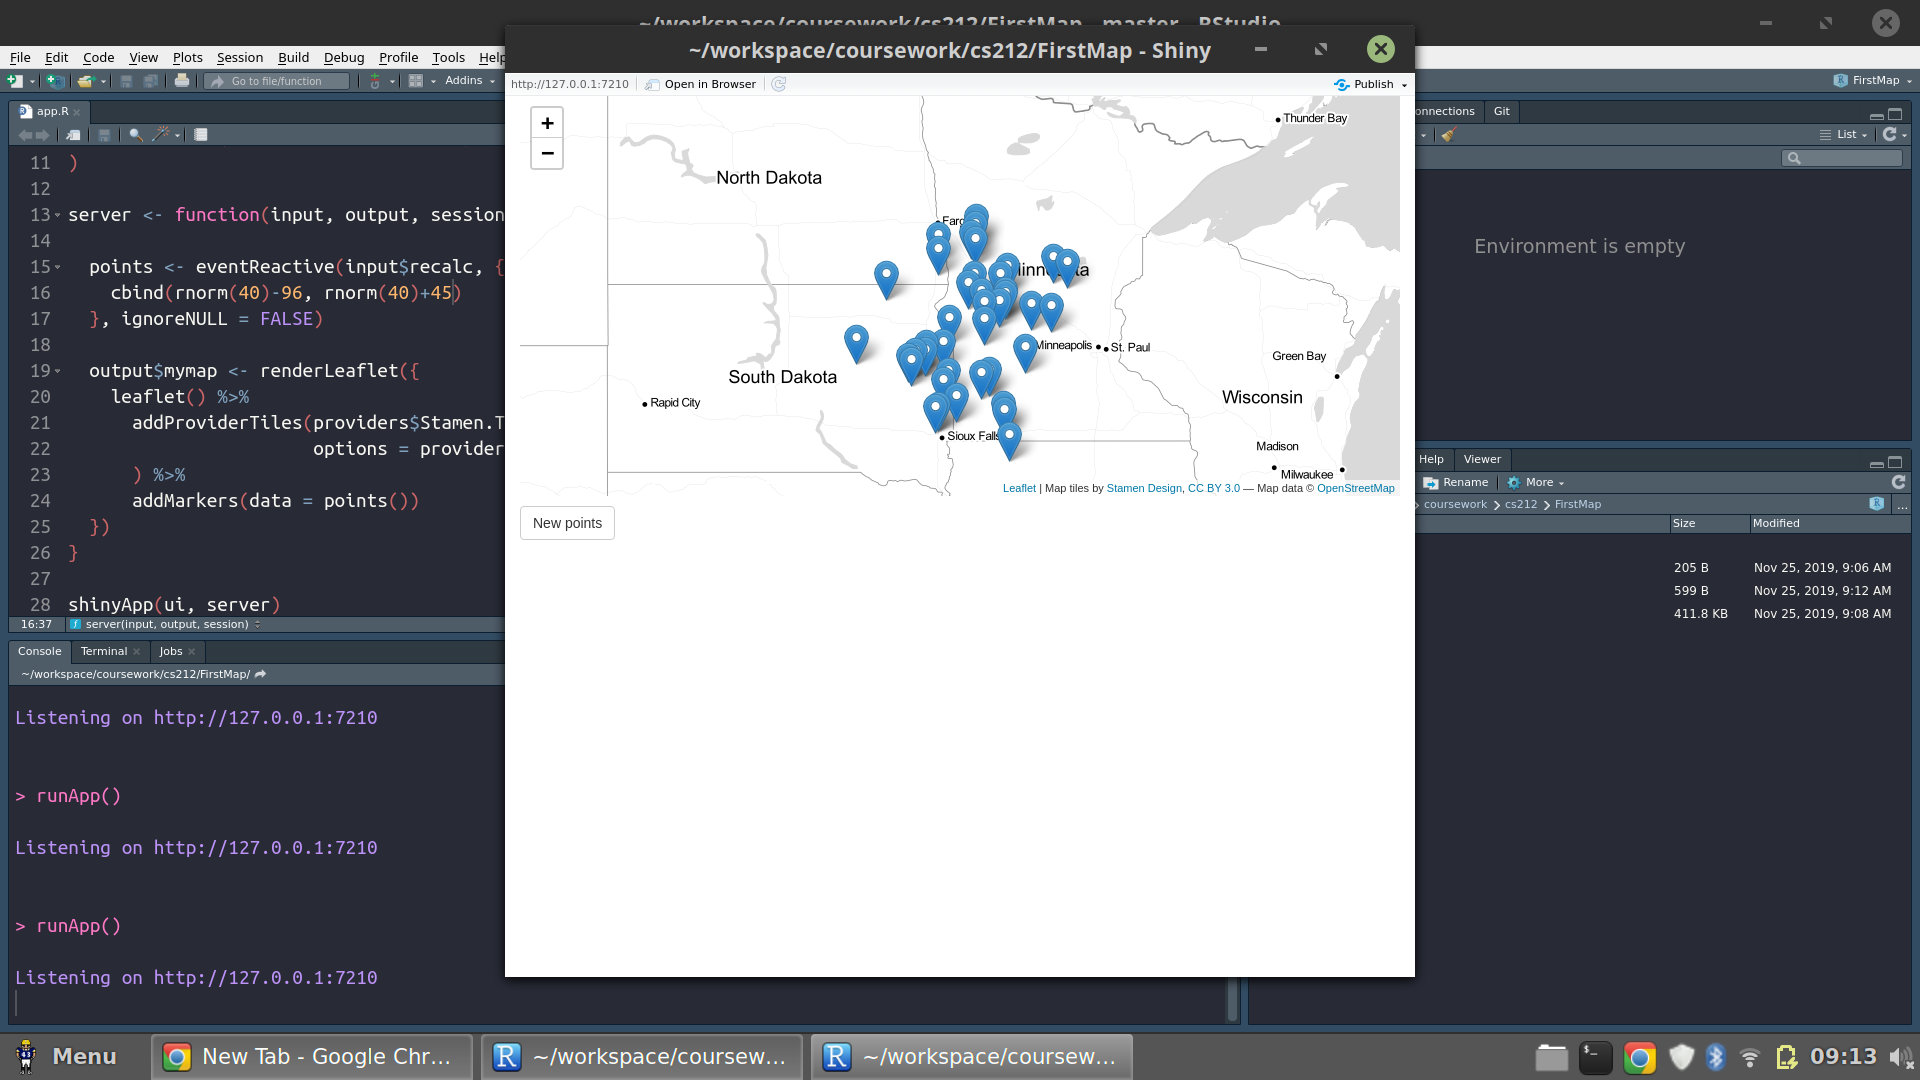 ~/workspace/coursework/cs212/FirstMap - master - RStudio
~/workspace/coursework/cs212/FirstMap - Shiny
File Edit Code View Plots Session Build Debug Profile Tools Help
Go to file/function
Addins
FirstMap
http://127.0.0.1:7210
Open in Browser
Publish
app.R
11 )
12
13 server <- function(input, output, session
14
15 points <- eventReactive(input$recalc, {
16 cbind(rnorm(40)-96, rnorm(40)+45)
17 }, ignoreNULL = FALSE)
18
19 output$mymap <- renderLeaflet({
20 leaflet() %>%
21 addProviderTiles(providers$Stamen.T
22 options = provider
23 ) %>%
24 addMarkers(data = points())
25 })
26 }
27
28 shinyApp(ui, server)
16:37 server(input, output, session)
Console Terminal Jobs
~/workspace/coursework/cs212/FirstMap/
Listening on http://127.0.0.1:7210
> runApp()
Listening on http://127.0.0.1:7210
> runApp()
Listening on http://127.0.0.1:7210
+
−
Thunder Bay
North Dakota
Farg
Minneapolis
St. Paul
Green Bay
South Dakota
Wisconsin
Rapid City
Sioux Falls
Madison
Milwaukee
Leaflet | Map tiles by Stamen Design, CC BY 3.0 — Map data © OpenStreetMap
New points
onnections Git
List
Environment is empty
Help Viewer
Rename More
coursework cs212 FirstMap ...
Size Modified
205 B Nov 25, 2019, 9:06 AM
599 B Nov 25, 2019, 9:12 AM
411.8 KB Nov 25, 2019, 9:08 AM
Menu
New Tab - Google Chr...
~/workspace/coursew...
~/workspace/coursew...
09:13